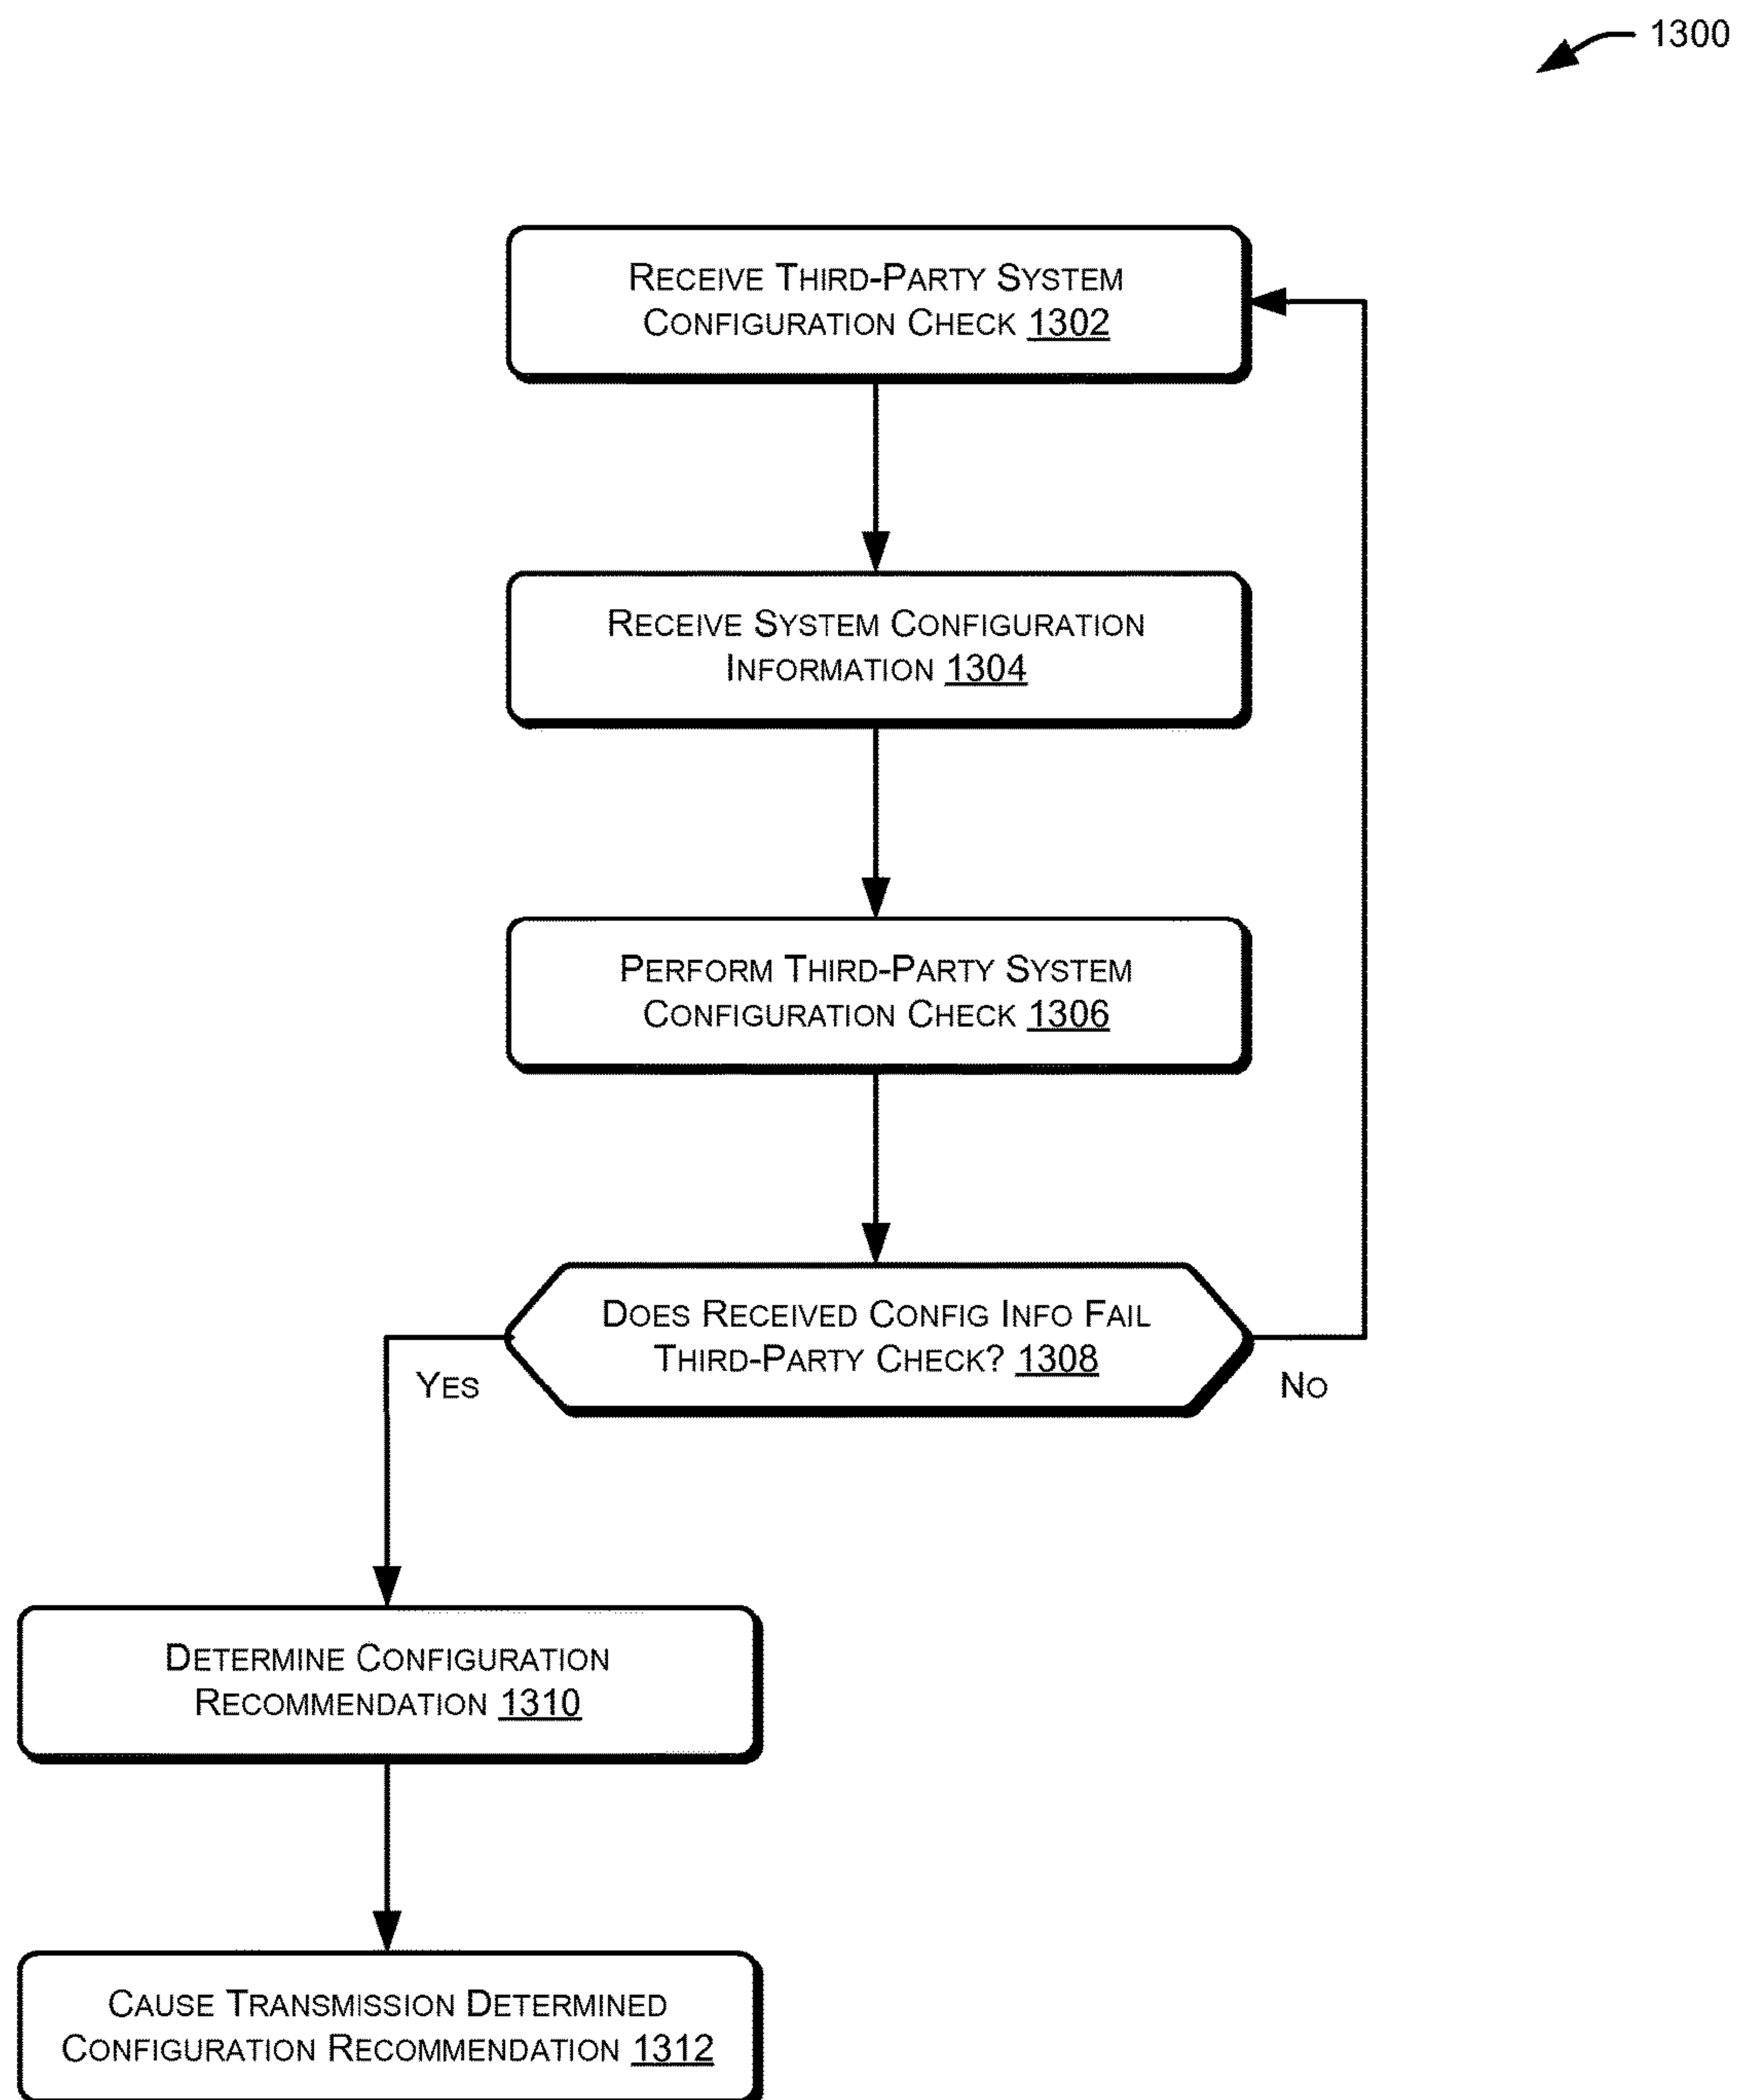 1300
Receive Third-Party System
Configuration Check 1302
Receive System Configuration
Information 1304
Perform Third-Party System
Configuration Check 1306
Does Received Config Info Fail
Third-Party Check? 1308
Yes
No
Determine Configuration
Recommendation 1310
Cause Transmission Determined
Configuration Recommendation 1312